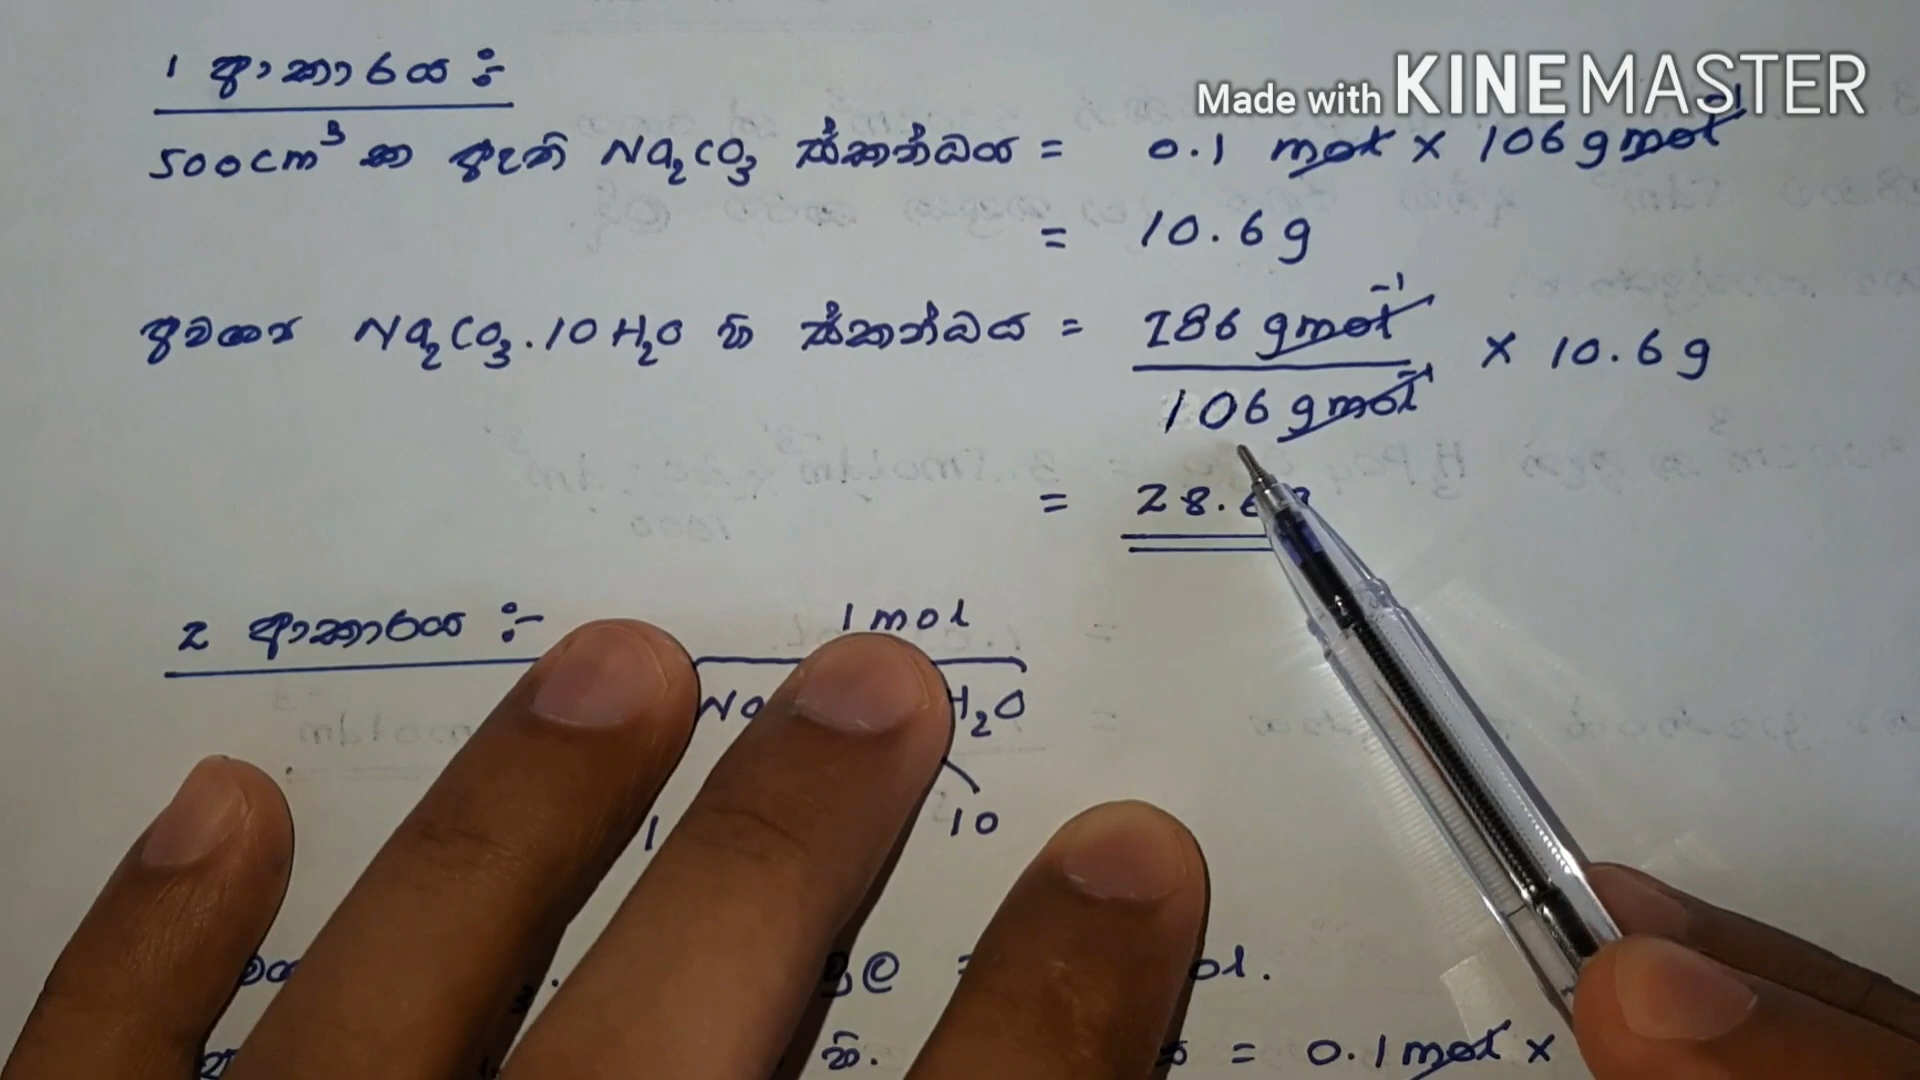 1 ආකාරය :-
Made with KINEMASTER
500cm³ ක ඇති Na₂CO₃ ස්කන්ධය = 0.1 mol × 106 g mol⁻¹
= 10.6 g
අවශ්‍ය Na₂CO₃.10H₂O හි ස්කන්ධය = 286 g mol⁻¹ / 106 g mol⁻¹ × 10.6 g
= 28.6
2 ආකාරය :-
1 mol
H₂O
1 10
මුල = ol.
හි. = 0.1 mol ×